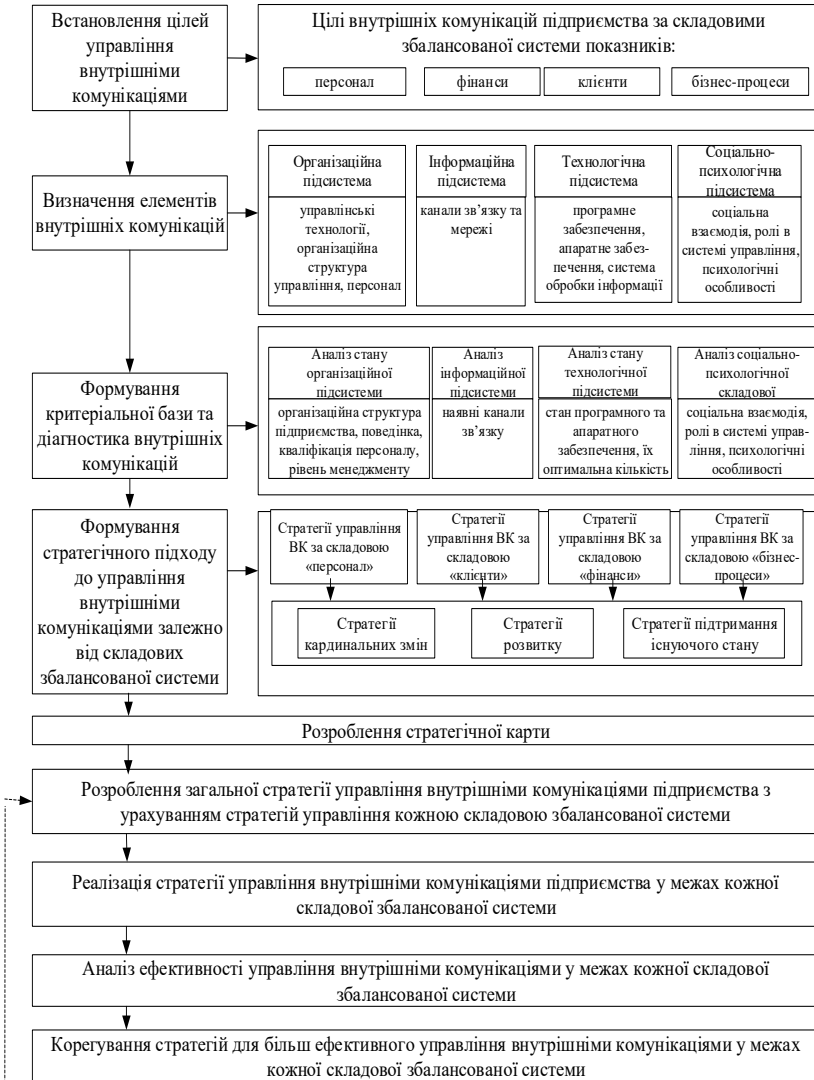 Встановлення цілей
управління
внутрішніми
комунікаціями
Цілі внутрішніх комунікацій підприємства за складовими
збалансованої системи показників:
персонал
фінанси
клієнти
бізнес-процеси
Визначення елементів
внутрішніх комунікацій
Організаційна
підсистема
управлінські
технології,
організаційна
структура
управління, персонал
Інформаційна
підсистема
канали зв’язку та
мережі
Технологічна
підсистема
програмне
забезпечення,
апаратне забез-
печення, система
обробки інформації
Соціально-
психологічна
підсистема
соціальна
взаємодія, ролі в
системі управління,
психологічні
особливості
Формування
критеріальної бази та
діагностика внутрішніх
комунікацій
Аналіз стану
організаційної
підсистеми
організаційна структура
підприємства, поведінка,
кваліфікація персоналу,
рівень менеджменту
Аналіз
інформаційної
підсистеми
наявні канали
зв’язку
Аналіз стану
технологічної
підсистеми
стан програмного та
апаратного
забезпечення, їх
оптимальна кількість
Аналіз соціально-
психологічної
складової
соціальна взаємодія,
ролі в системі управ-
ління, психологічні
особливості
Формування
стратегічного підходу
до управління
внутрішніми
комунікаціями залежно
від складових
збалансованої системи
Стратегії управління
ВК за складовою
«персонал»
Стратегії
управління ВК за
складовою
«клієнти»
Стратегії
управління ВК за
складовою
«фінанси»
Стратегії
управління ВК за
складовою «бізнес-
процеси»
Стратегії
кардинальних змін
Стратегії
розвитку
Стратегії підтримання
існуючого стану
Розроблення стратегічної карти
Розроблення загальної стратегії управління внутрішніми комунікаціями підприємства з
урахуванням стратегій управління кожною складовою збалансованої системи
Реалізація стратегії управління внутрішніми комунікаціями підприємства у межах кожної
складової збалансованої системи
Аналіз ефективності управління внутрішніми комунікаціями у межах кожної складової
збалансованої системи
Корегування стратегій для більш ефективного управління внутрішніми комунікаціями у межах
кожної складової збалансованої системи